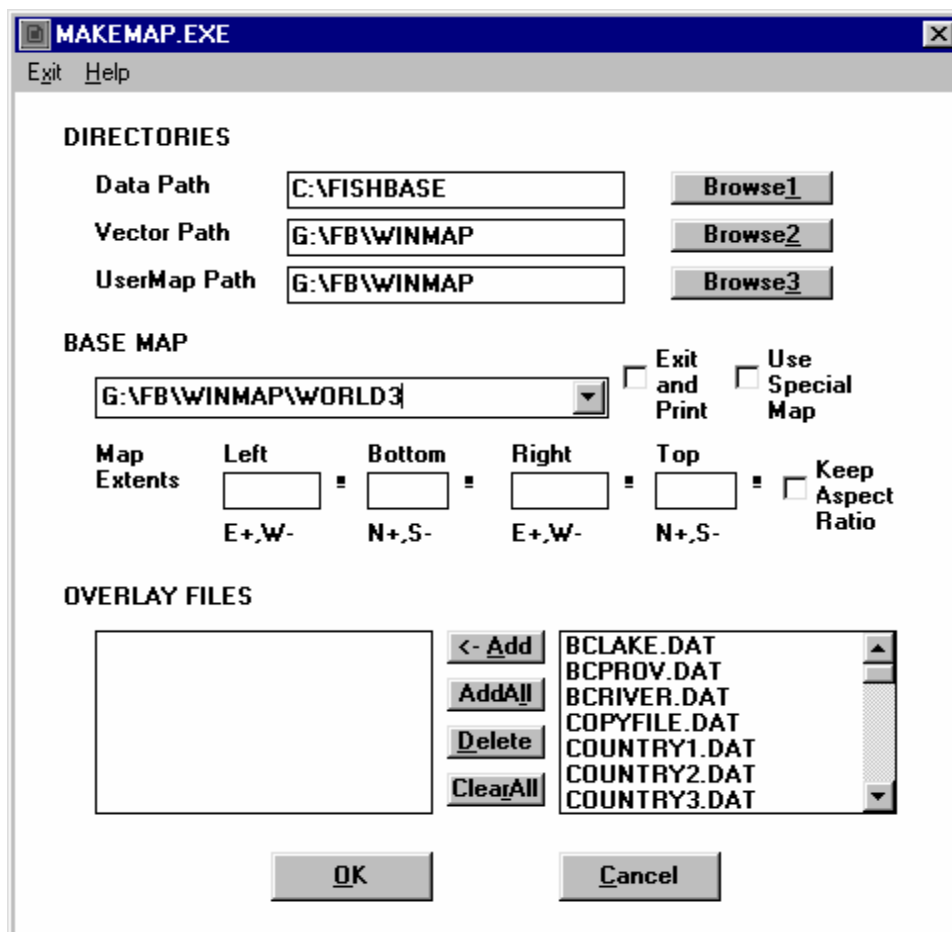 MAKEMAP.EXE
Exit Help
DIRECTORIES
Data Path C:\FISHBASE Browse1
Vector Path G:\FB\WINMAP Browse2
UserMap Path G:\FB\WINMAP Browse3
BASE MAP
G:\FB\WINMAP\WORLD3
Exit
and
Print
Use
Special
Map
Map
Extents
Left Bottom Right Top
E+,W- N+,S- E+,W- N+,S-
Keep
Aspect
Ratio
OVERLAY FILES
<- Add
AddAll
Delete
ClearAll
BCLAKE.DAT
BCPROV.DAT
BCRIVER.DAT
COPYFILE.DAT
COUNTRY1.DAT
COUNTRY2.DAT
COUNTRY3.DAT
OK Cancel